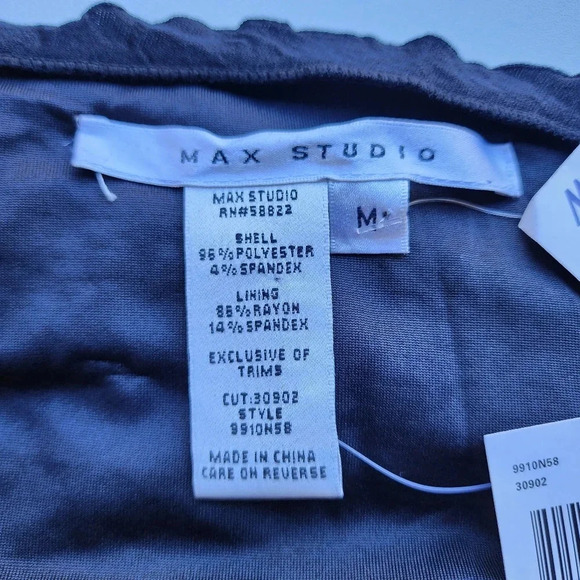 MAX STUDIO
MAX STUDIO
RN#58822
M
SHELL
96%POLYESTER
4%SPANDEX
LINING
86%RAYON
14%SPANDEX
EXCLUSIVE OF
TRIMS
CUT:30902
STYLE
9910N58
MADE IN CHINA
CARE ON REVERSE
9910N58
30902